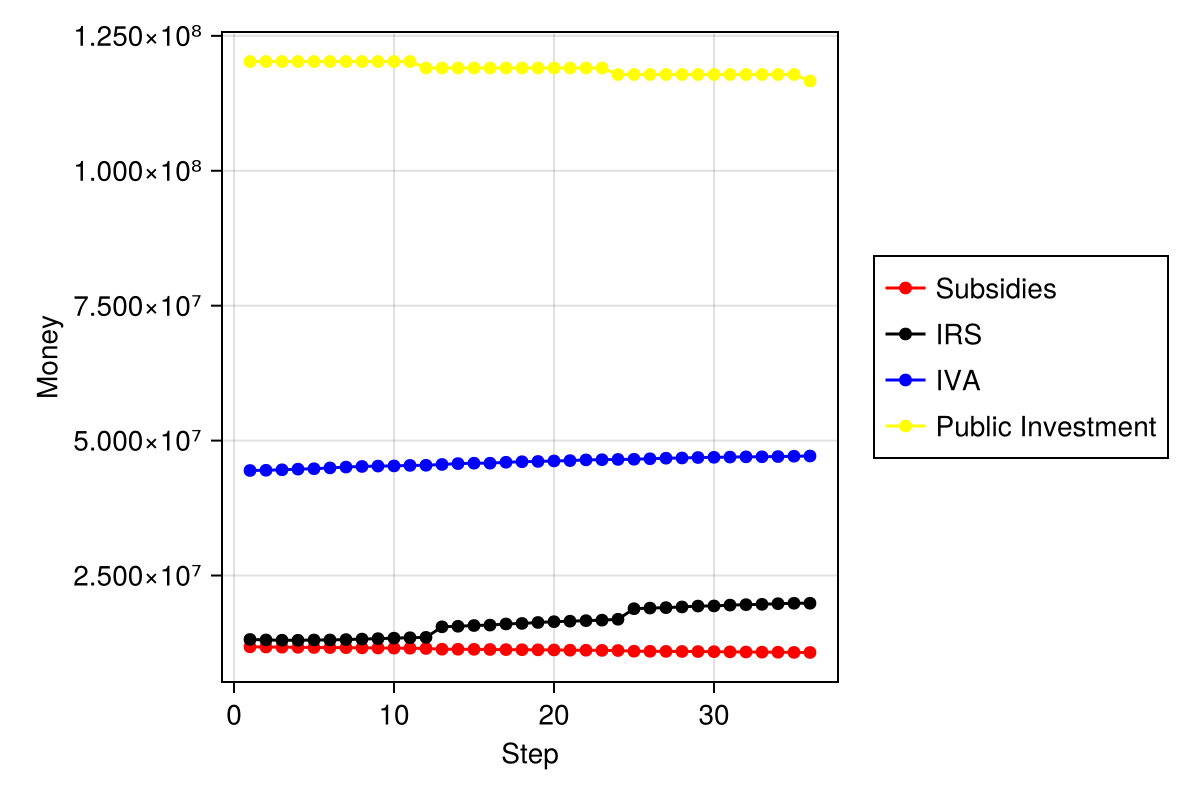 1.250×10⁸
1.000×10⁸
7.500×10⁷
5.000×10⁷
2.500×10⁷
Money
0 10 20 30
Step
Subsidies
IRS
IVA
Public Investment